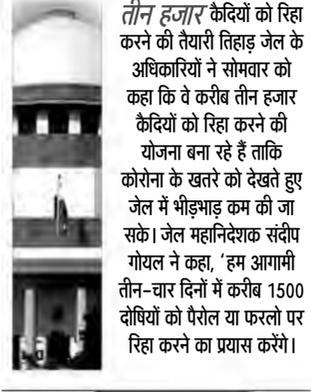 तीन हजार कैदियों को रिहा
करने की तैयारी तिहाड़ जेल के
अधिकारियों ने सोमवार को
कहा कि वे करीब तीन हजार
कैदियों को रिहा करने की
योजना बना रहे हैं ताकि
कोरोना के खतरे को देखते हुए
जेल में भीड़भाड़ कम की जा
सके। जेल महानिदेशक संदीप
गोयल ने कहा, ‘हम आगामी
तीन-चार दिनों में करीब 1500
दोषियों को पैरोल या फरलो पर
रिहा करने का प्रयास करेंगे।